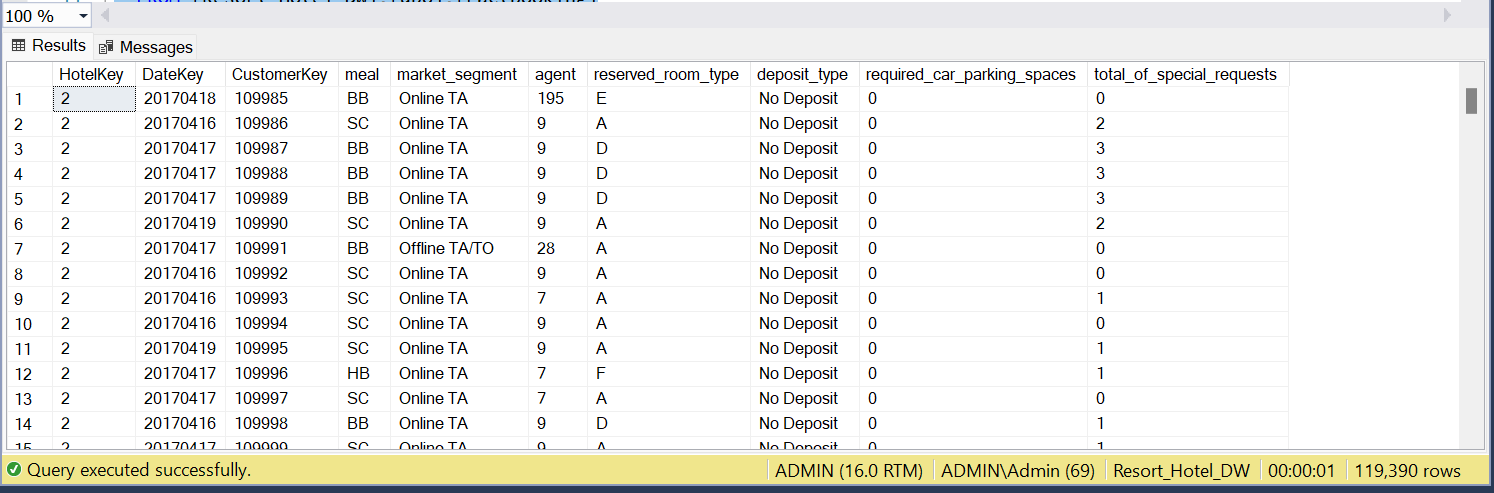 100 %
Results Messages
HotelKey DateKey CustomerKey meal market_segment agent reserved_room_type deposit_type required_car_parking_spaces total_of_special_requests
1 2 20170418 109985 BB Online TA 195 E No Deposit 0 0
2 2 20170416 109986 SC Online TA 9 A No Deposit 0 2
3 2 20170417 109987 BB Online TA 9 D No Deposit 0 3
4 2 20170417 109988 BB Online TA 9 D No Deposit 0 3
5 2 20170417 109989 BB Online TA 9 D No Deposit 0 3
6 2 20170419 109990 SC Online TA 9 A No Deposit 0 2
7 2 20170417 109991 BB Offline TA/TO 28 A No Deposit 0 0
8 2 20170416 109992 SC Online TA 9 A No Deposit 0 0
9 2 20170416 109993 SC Online TA 7 A No Deposit 0 1
10 2 20170416 109994 SC Online TA 9 A No Deposit 0 0
11 2 20170419 109995 SC Online TA 9 A No Deposit 0 1
12 2 20170417 109996 HB Online TA 7 F No Deposit 0 1
13 2 20170417 109997 SC Online TA 7 A No Deposit 0 0
14 2 20170416 109998 BB Online TA 9 D No Deposit 0 1
15 2 20170417 109999 SC Online TA 9 A No Deposit 0 1
Query executed successfully. ADMIN (16.0 RTM) ADMIN\Admin (69) Resort_Hotel_DW 00:00:01 119,390 rows